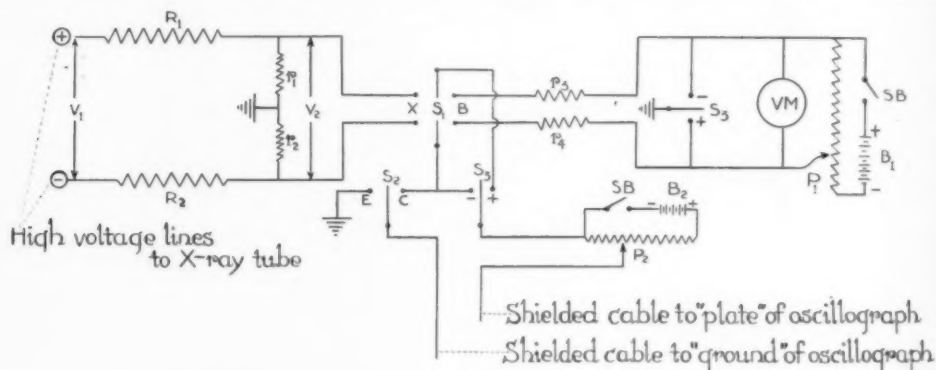 R1
r3
r1
SB
V1
V2
X
S1
B
S3
VM
+
r2
r4
+
B1
P1
-
R2
S2
S3
E
C
-
+
SB
B2
+
-
P2
High voltage lines
to X-ray tube
Shielded cable to "plate" of oscillograph
Shielded cable to "ground" of oscillograph